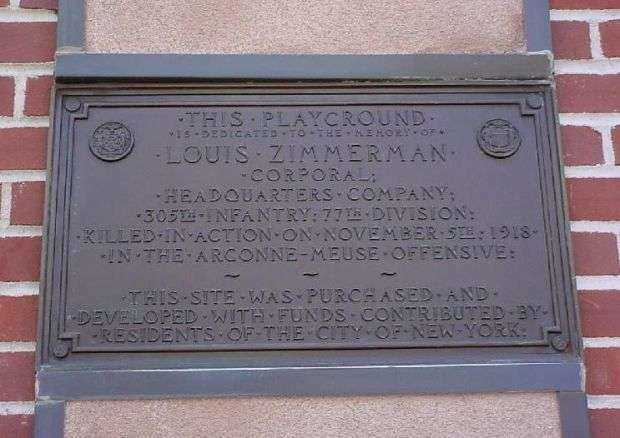 ·THIS·PLAYGROUND·
·IS·DEDICATED·TO·THE·MEMORY·OF·
·LOUIS·ZIMMERMAN·
·CORPORAL;
·HEADQUARTERS·COMPANY;
·305TH·INFANTRY;·77TH·DIVISION;
·KILLED·IN·ACTION·ON·NOVEMBER·5TH;·1918·
·IN·THE·ARGONNE-MEUSE·OFFENSIVE;
~ ~ ~
·THIS·SITE·WAS·PURCHASED·AND·
·DEVELOPED·WITH·FUNDS·CONTRIBUTED·BY·
·RESIDENTS·OF·THE·CITY·OF·NEW·YORK;